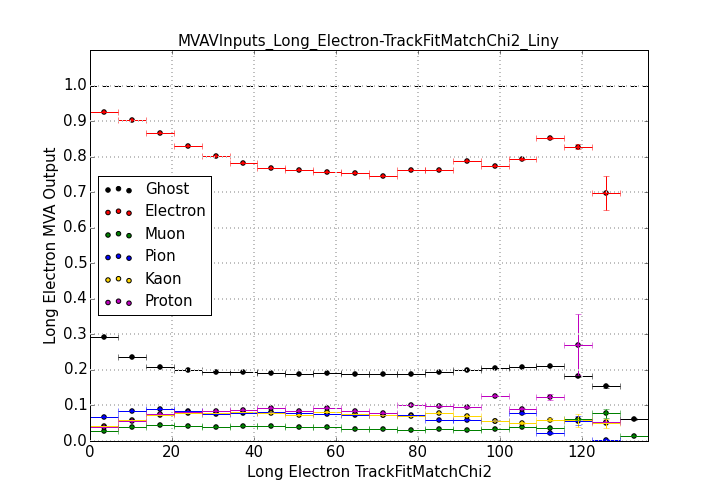 MVAVInputs_Long_Electron-TrackFitMatchChi2_Liny
Long Electron MVA Output
1.0
0.9
0.8
0.7
0.6
0.5
0.4
0.3
0.2
0.1
0.0
Ghost
Electron
Muon
Pion
Kaon
Proton
0 20 40 60 80 100 120
Long Electron TrackFitMatchChi2